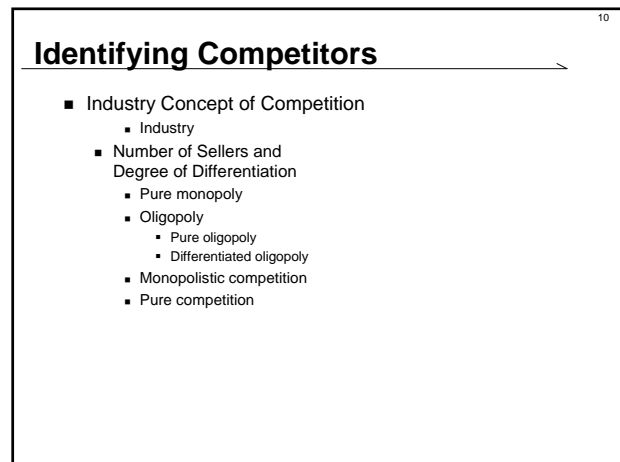 10
Identifying Competitors
■ Industry Concept of Competition
■ Industry
■ Number of Sellers and
Degree of Differentiation
■ Pure monopoly
■ Oligopoly
▪ Pure oligopoly
▪ Differentiated oligopoly
■ Monopolistic competition
■ Pure competition